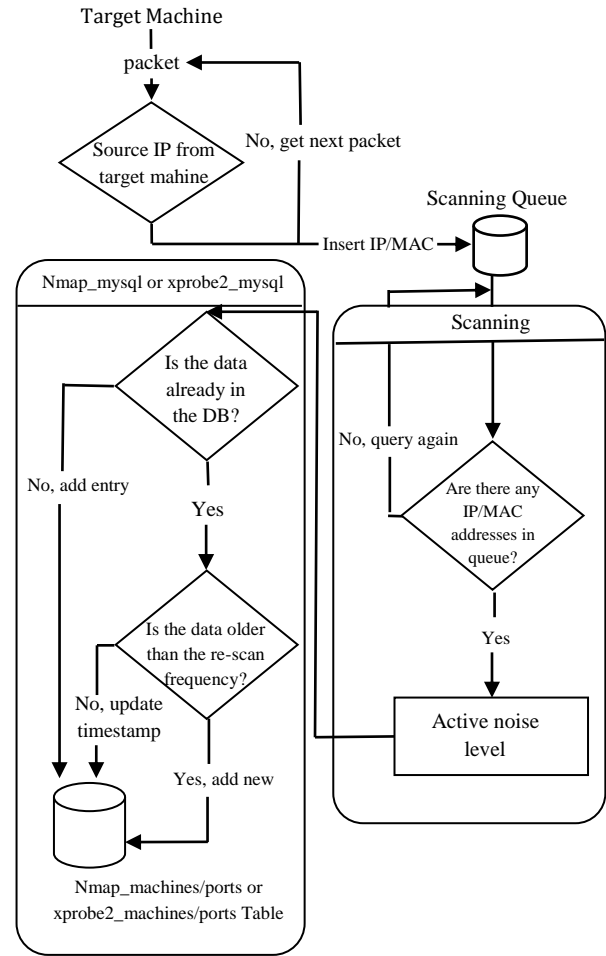 Target Machine
packet
Source IP from
target mahine
No, get next packet
Scanning Queue
Insert IP/MAC
Nmap_mysql or xprobe2_mysql
Is the data
already in
the DB?
No, add entry
Yes
Is the data older
than the re-scan
frequency?
No, update
timestamp
Yes, add new
Nmap_machines/ports or
xprobe2_machines/ports Table
Scanning
No, query again
Are there any
IP/MAC
addresses in
queue?
Yes
Active noise
level